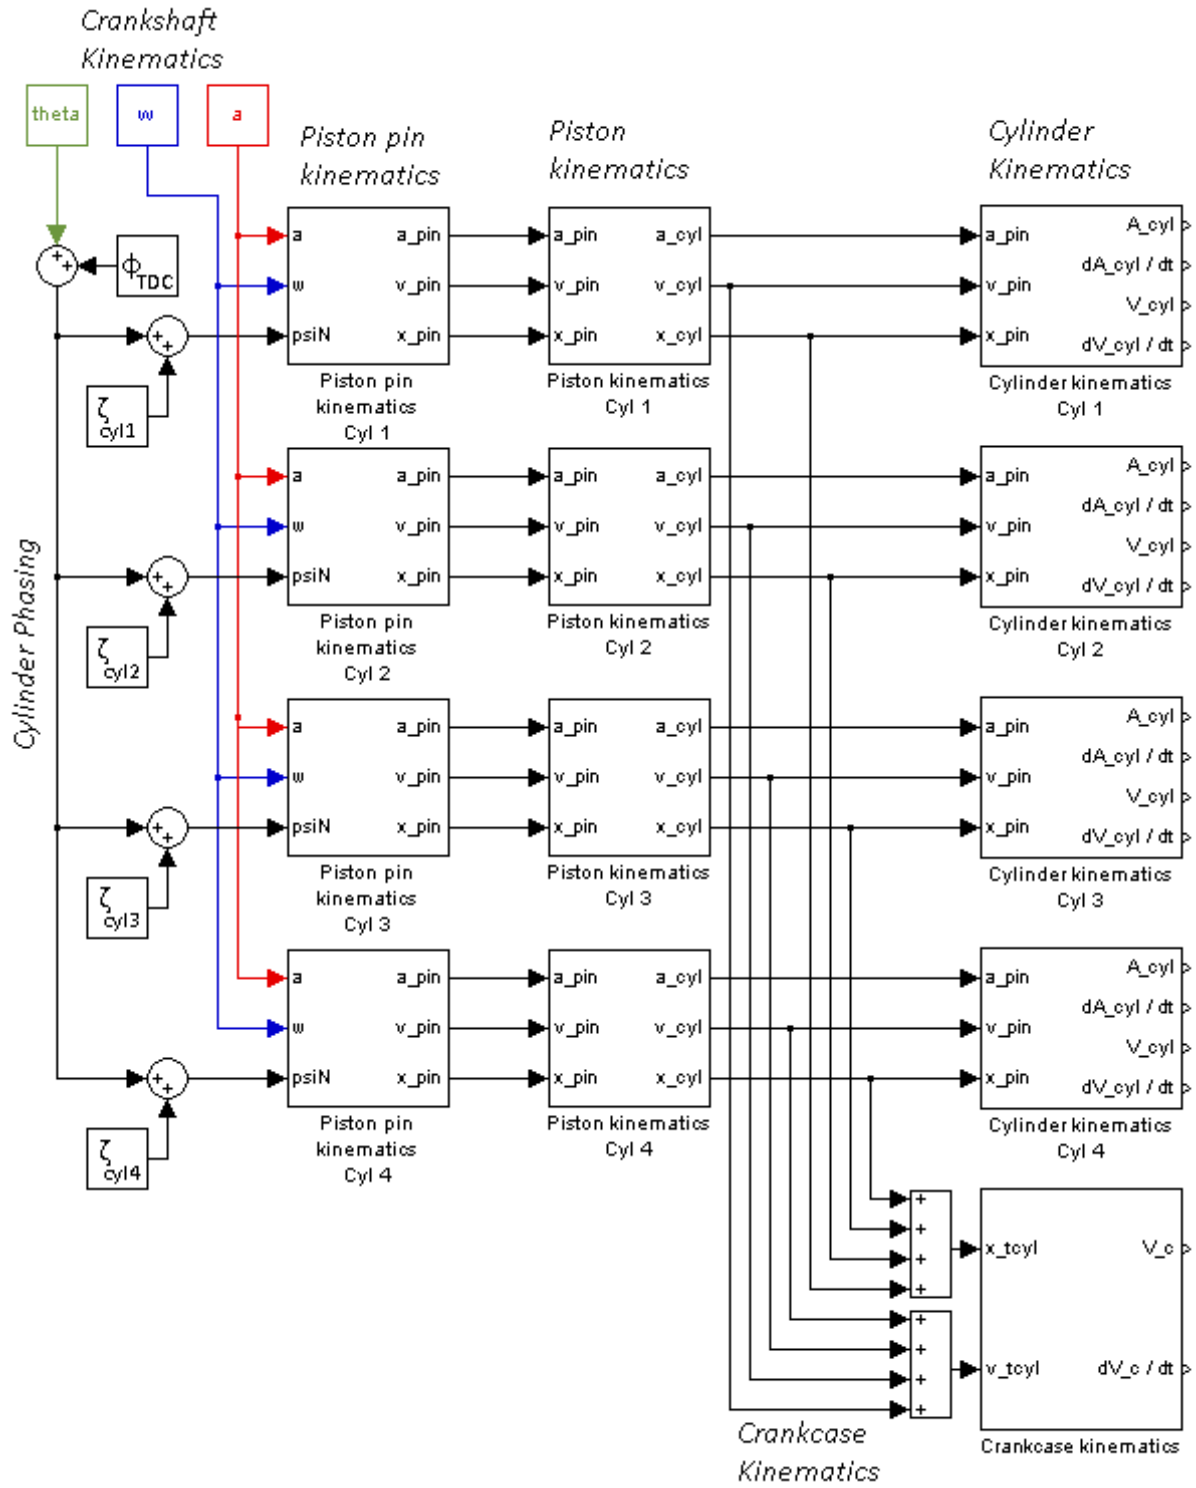 Crankshaft
Kinematics
theta
w
a
Piston pin
kinematics
Piston
kinematics
Cylinder
Kinematics
+
+
ϕ
TDC
Cylinder Phasing
+
+
ζ
cyl1
a
w
psiN
a_pin
v_pin
x_pin
Piston pin
kinematics
Cyl 1
a_pin
v_pin
x_pin
a_cyl
v_cyl
x_cyl
Piston kinematics
Cyl 1
a_pin
v_pin
x_pin
A_cyl
dA_cyl / dt
V_cyl
dV_cyl / dt
Cylinder kinematics
Cyl 1
+
+
ζ
cyl2
a
w
psiN
a_pin
v_pin
x_pin
Piston pin
kinematics
Cyl 2
a_pin
v_pin
x_pin
a_cyl
v_cyl
x_cyl
Piston kinematics
Cyl 2
a_pin
v_pin
x_pin
A_cyl
dA_cyl / dt
V_cyl
dV_cyl / dt
Cylinder kinematics
Cyl 2
+
+
ζ
cyl3
a
w
psiN
a_pin
v_pin
x_pin
Piston pin
kinematics
Cyl 3
a_pin
v_pin
x_pin
a_cyl
v_cyl
x_cyl
Piston kinematics
Cyl 3
a_pin
v_pin
x_pin
A_cyl
dA_cyl / dt
V_cyl
dV_cyl / dt
Cylinder kinematics
Cyl 3
+
+
ζ
cyl4
a
w
psiN
a_pin
v_pin
x_pin
Piston pin
kinematics
Cyl 4
a_pin
v_pin
x_pin
a_cyl
v_cyl
x_cyl
Piston kinematics
Cyl 4
a_pin
v_pin
x_pin
A_cyl
dA_cyl / dt
V_cyl
dV_cyl / dt
Cylinder kinematics
Cyl 4
+
+
+
+
+
+
+
+
x_tcyl
v_tcyl
V_c
dV_c / dt
Crankcase kinematics
Crankcase
Kinematics